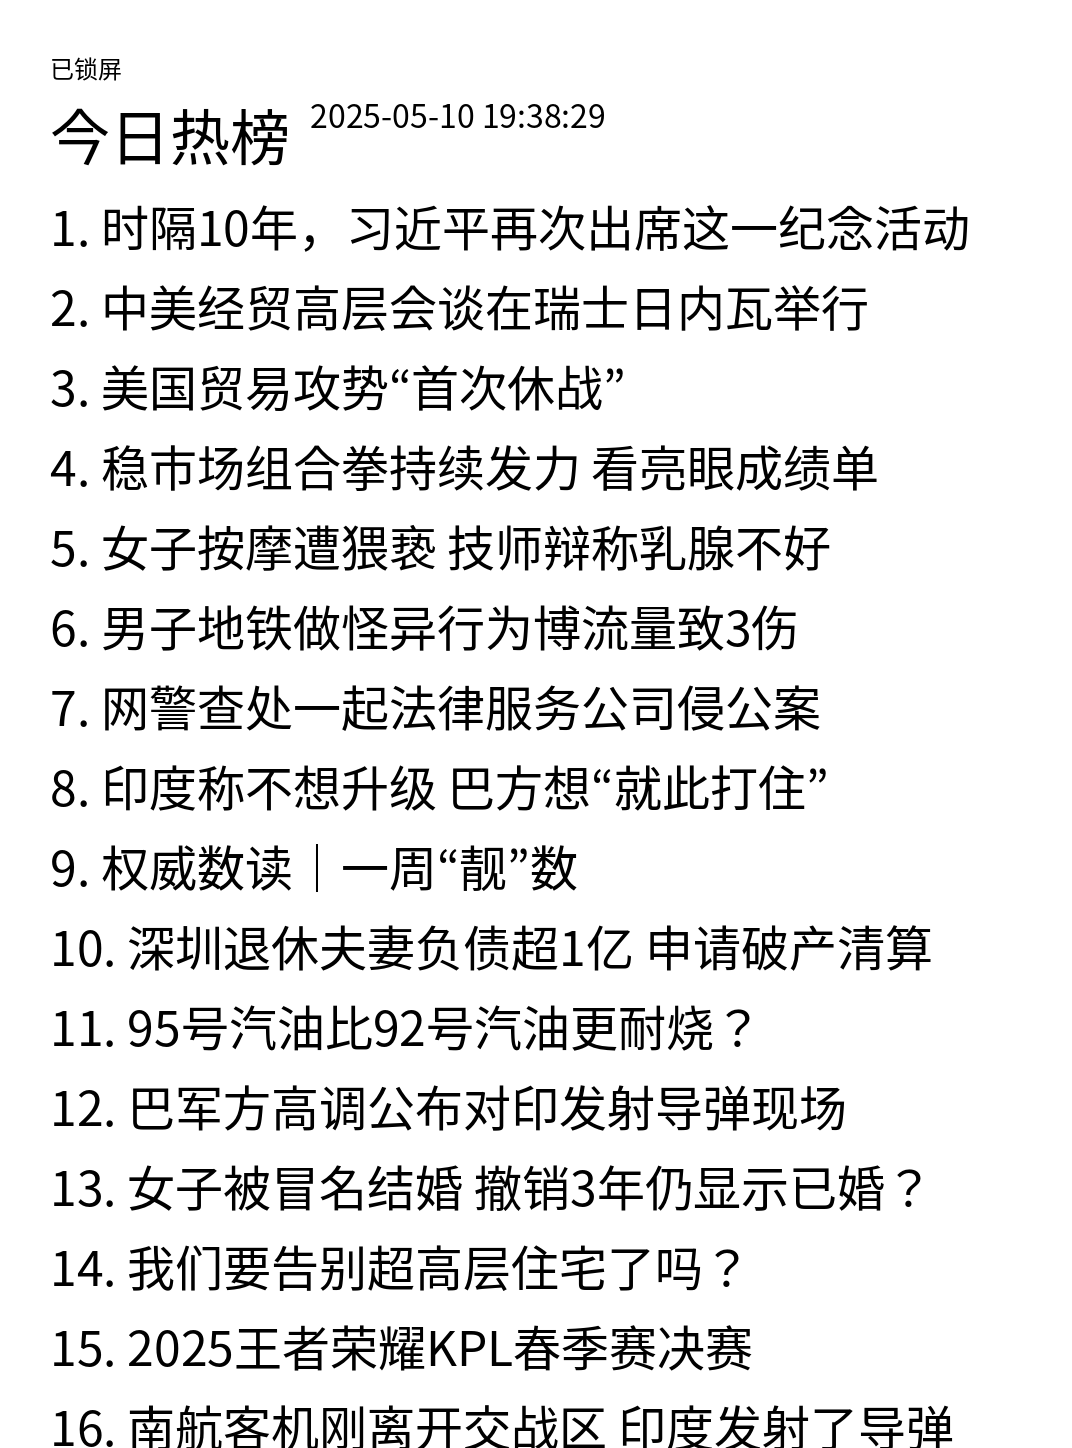 已锁屏
今日热榜 2025-05-10 19:38:29
1. 时隔10年，习近平再次出席这一纪念活动
2. 中美经贸高层会谈在瑞士日内瓦举行
3. 美国贸易攻势“首次休战”
4. 稳市场组合拳持续发力 看亮眼成绩单
5. 女子按摩遭猥亵 技师辩称乳腺不好
6. 男子地铁做怪异行为博流量致3伤
7. 网警查处一起法律服务公司侵公案
8. 印度称不想升级 巴方想“就此打住”
9. 权威数读｜一周“靓”数
10. 深圳退休夫妻负债超1亿 申请破产清算
11. 95号汽油比92号汽油更耐烧？
12. 巴军方高调公布对印发射导弹现场
13. 女子被冒名结婚 撤销3年仍显示已婚？
14. 我们要告别超高层住宅了吗？
15. 2025王者荣耀KPL春季赛决赛
16. 南航客机刚离开交战区 印度发射了导弹